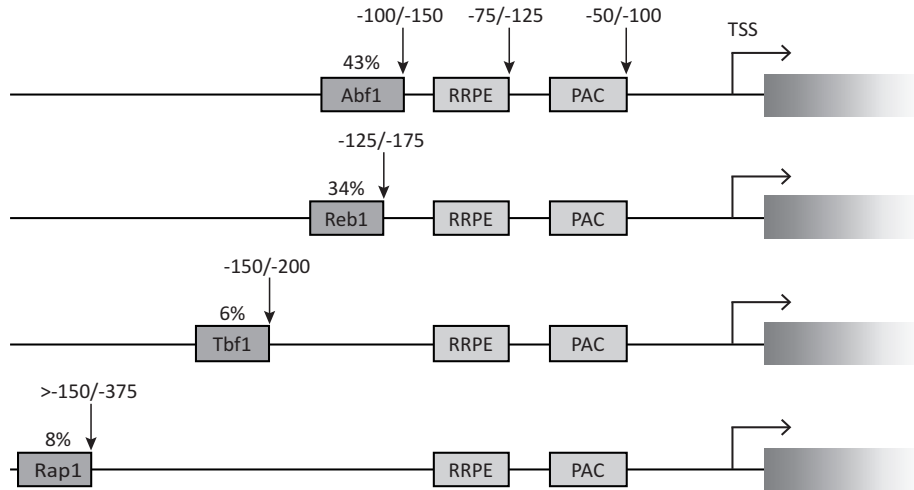 -100/-150 -75/-125 -50/-100
TSS
43%
Abf1 RRPE PAC
-125/-175
34%
Reb1 RRPE PAC
-150/-200
6%
Tbf1 RRPE PAC
>-150/-375
8%
Rap1 RRPE PAC